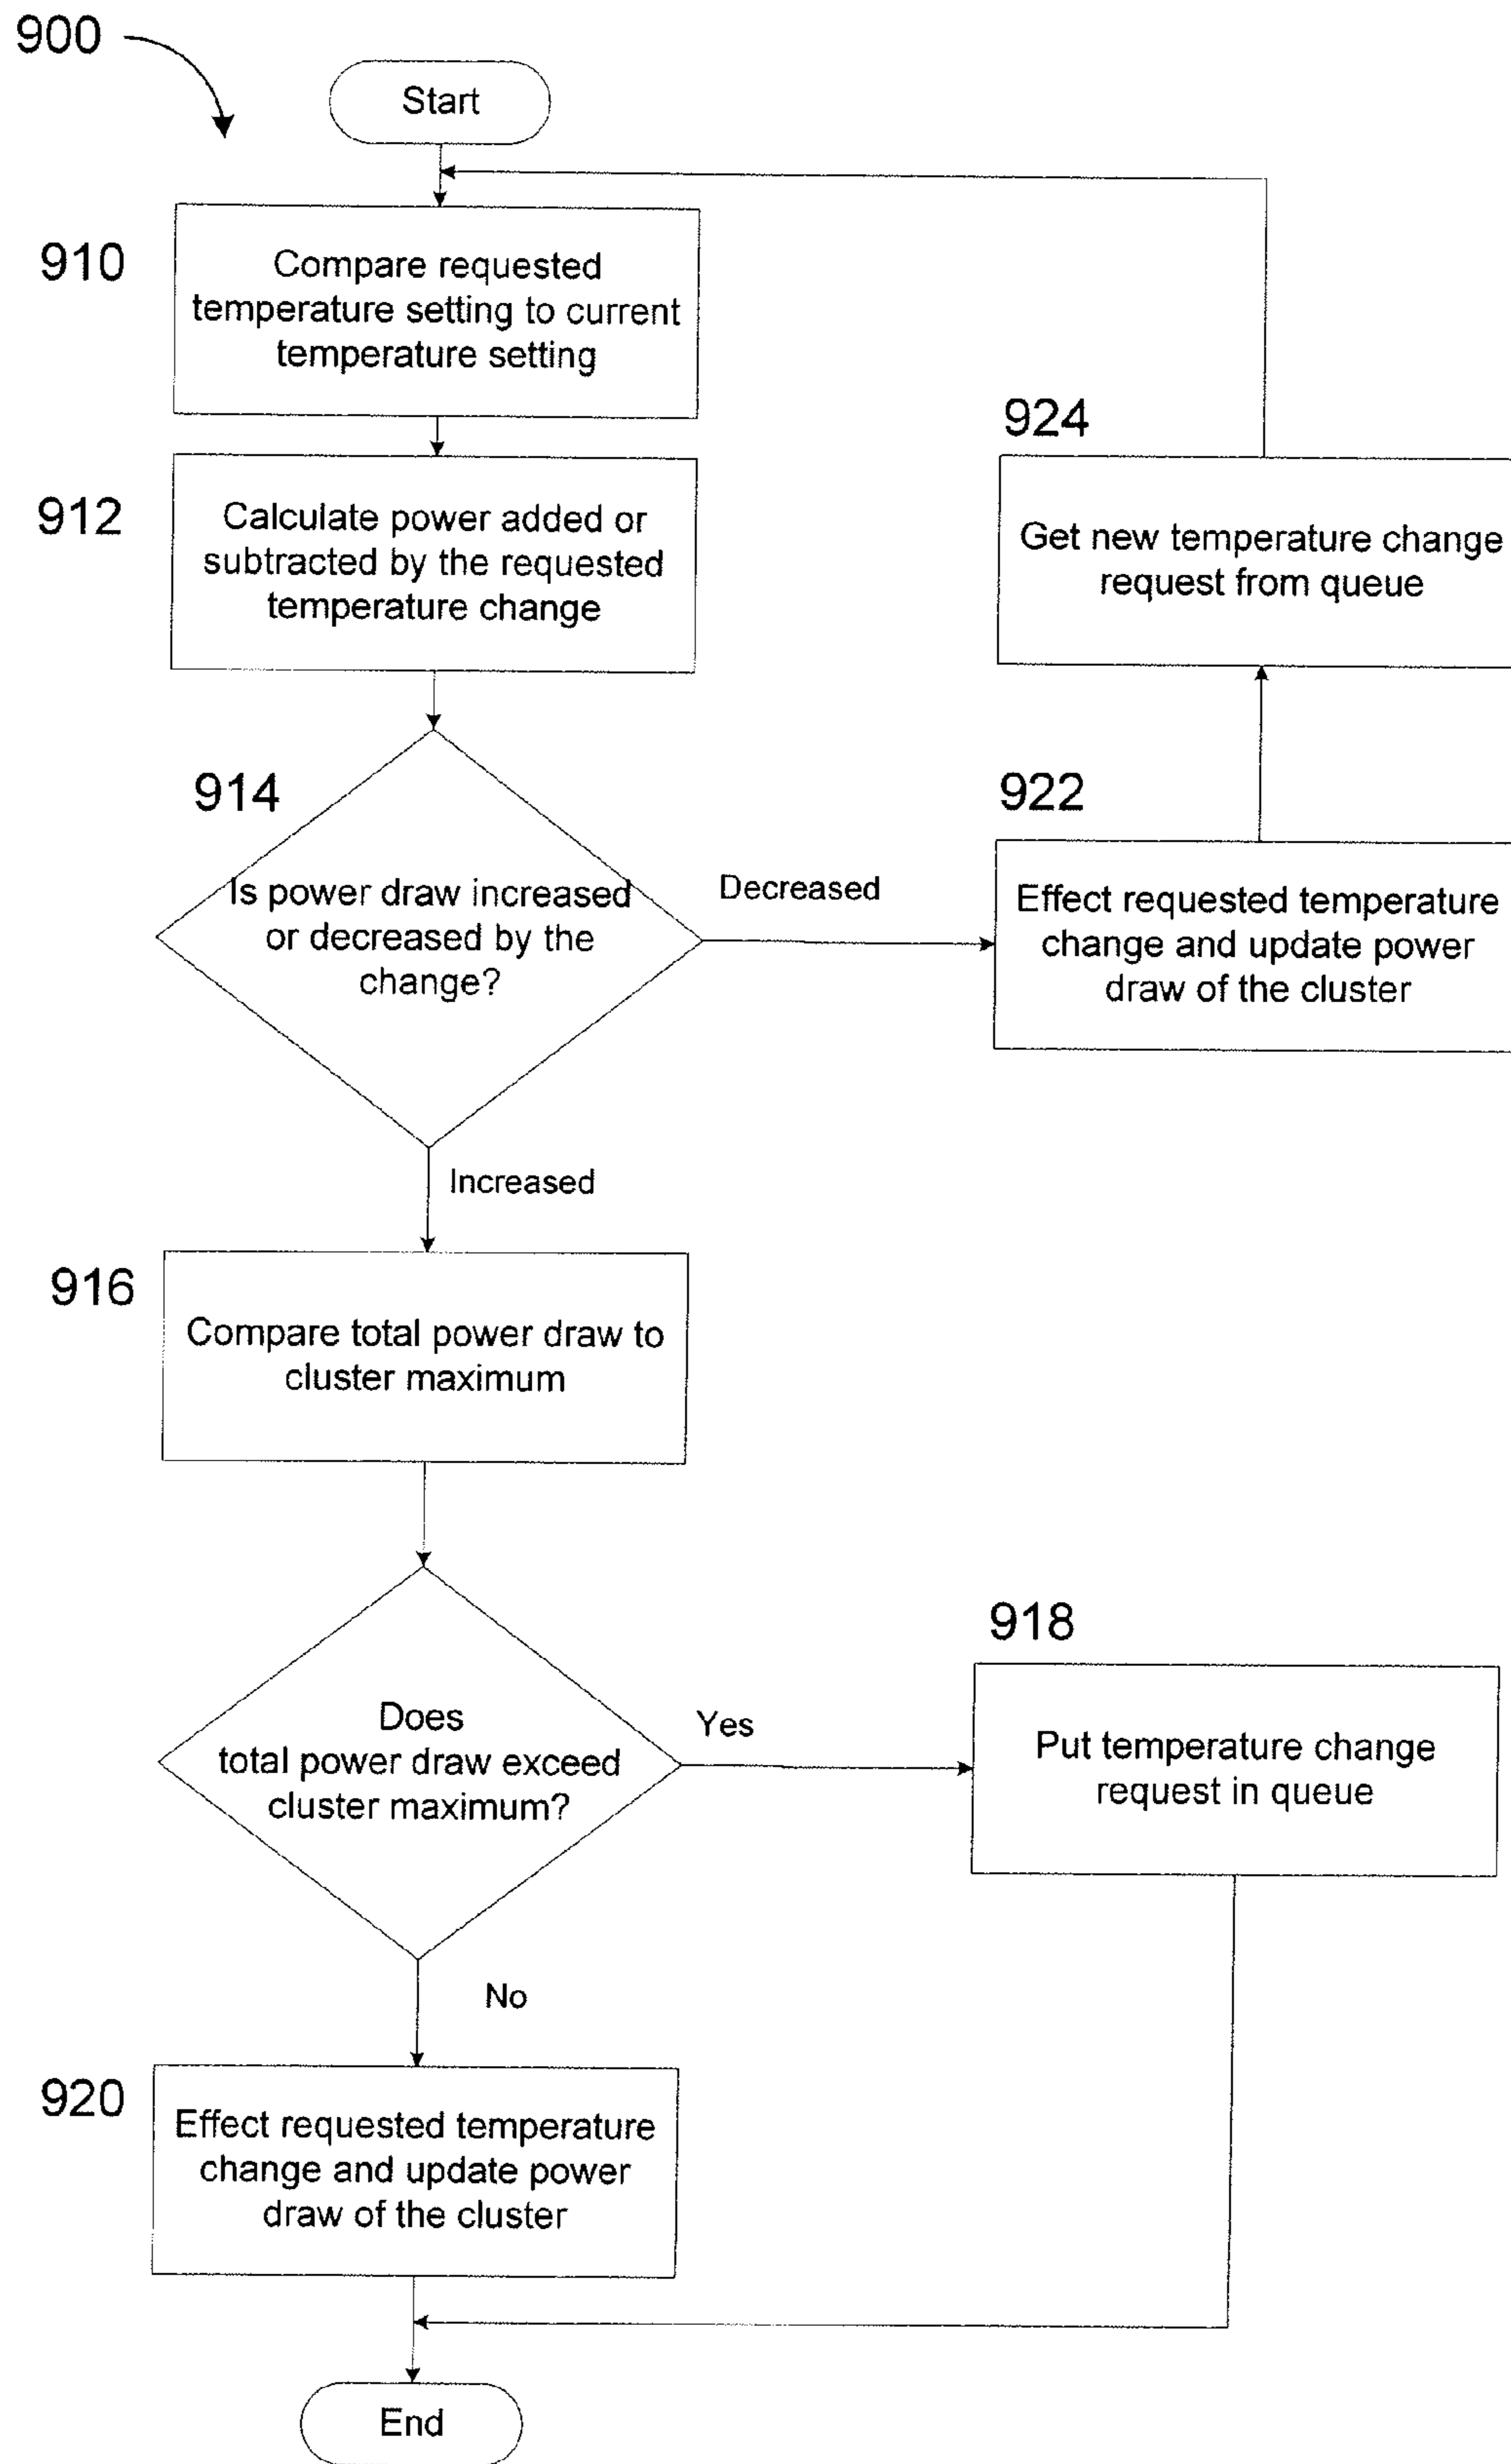 900
Start
910
Compare requested
temperature setting to current
temperature setting
912
Calculate power added or
subtracted by the requested
temperature change
924
Get new temperature change
request from queue
914
Is power draw increased
or decreased by the
change?
Decreased
922
Effect requested temperature
change and update power
draw of the cluster
Increased
916
Compare total power draw to
cluster maximum
Does
total power draw exceed
cluster maximum?
Yes
918
Put temperature change
request in queue
No
920
Effect requested temperature
change and update power
draw of the cluster
End